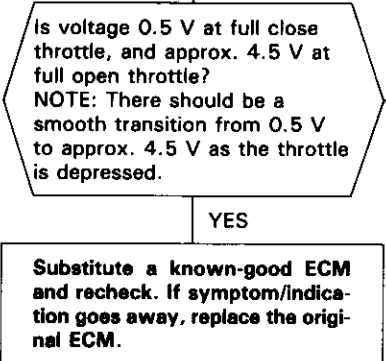 Is voltage 0.5 V at full close
throttle, and approx. 4.5 V at
full open throttle?
NOTE: There should be a
smooth transition from 0.5 V
to approx. 4.5 V as the throttle
is depressed.
YES
Substitute a known-good ECM
and recheck. If symptom/indica-
tion goes away, replace the origi-
nal ECM.